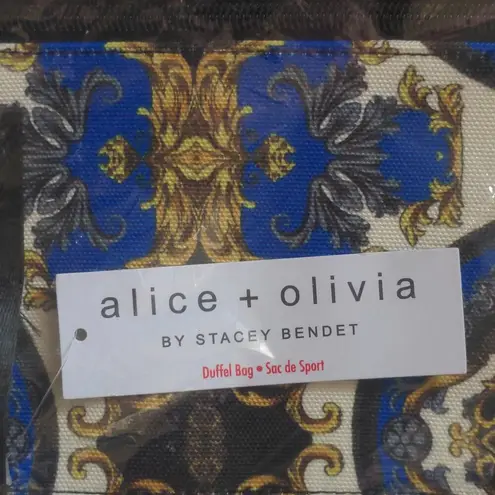 alice + olivia
BY STACEY BENDET
Duffel Bag • Sac de Sport